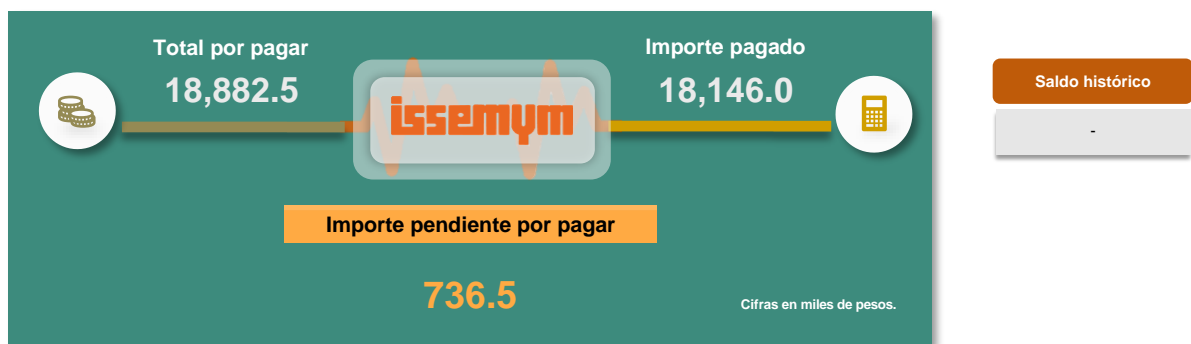 Total por pagar
18,882.5
issemym
Importe pagado
18,146.0
Importe pendiente por pagar
736.5
Cifras en miles de pesos.
Saldo histórico
-